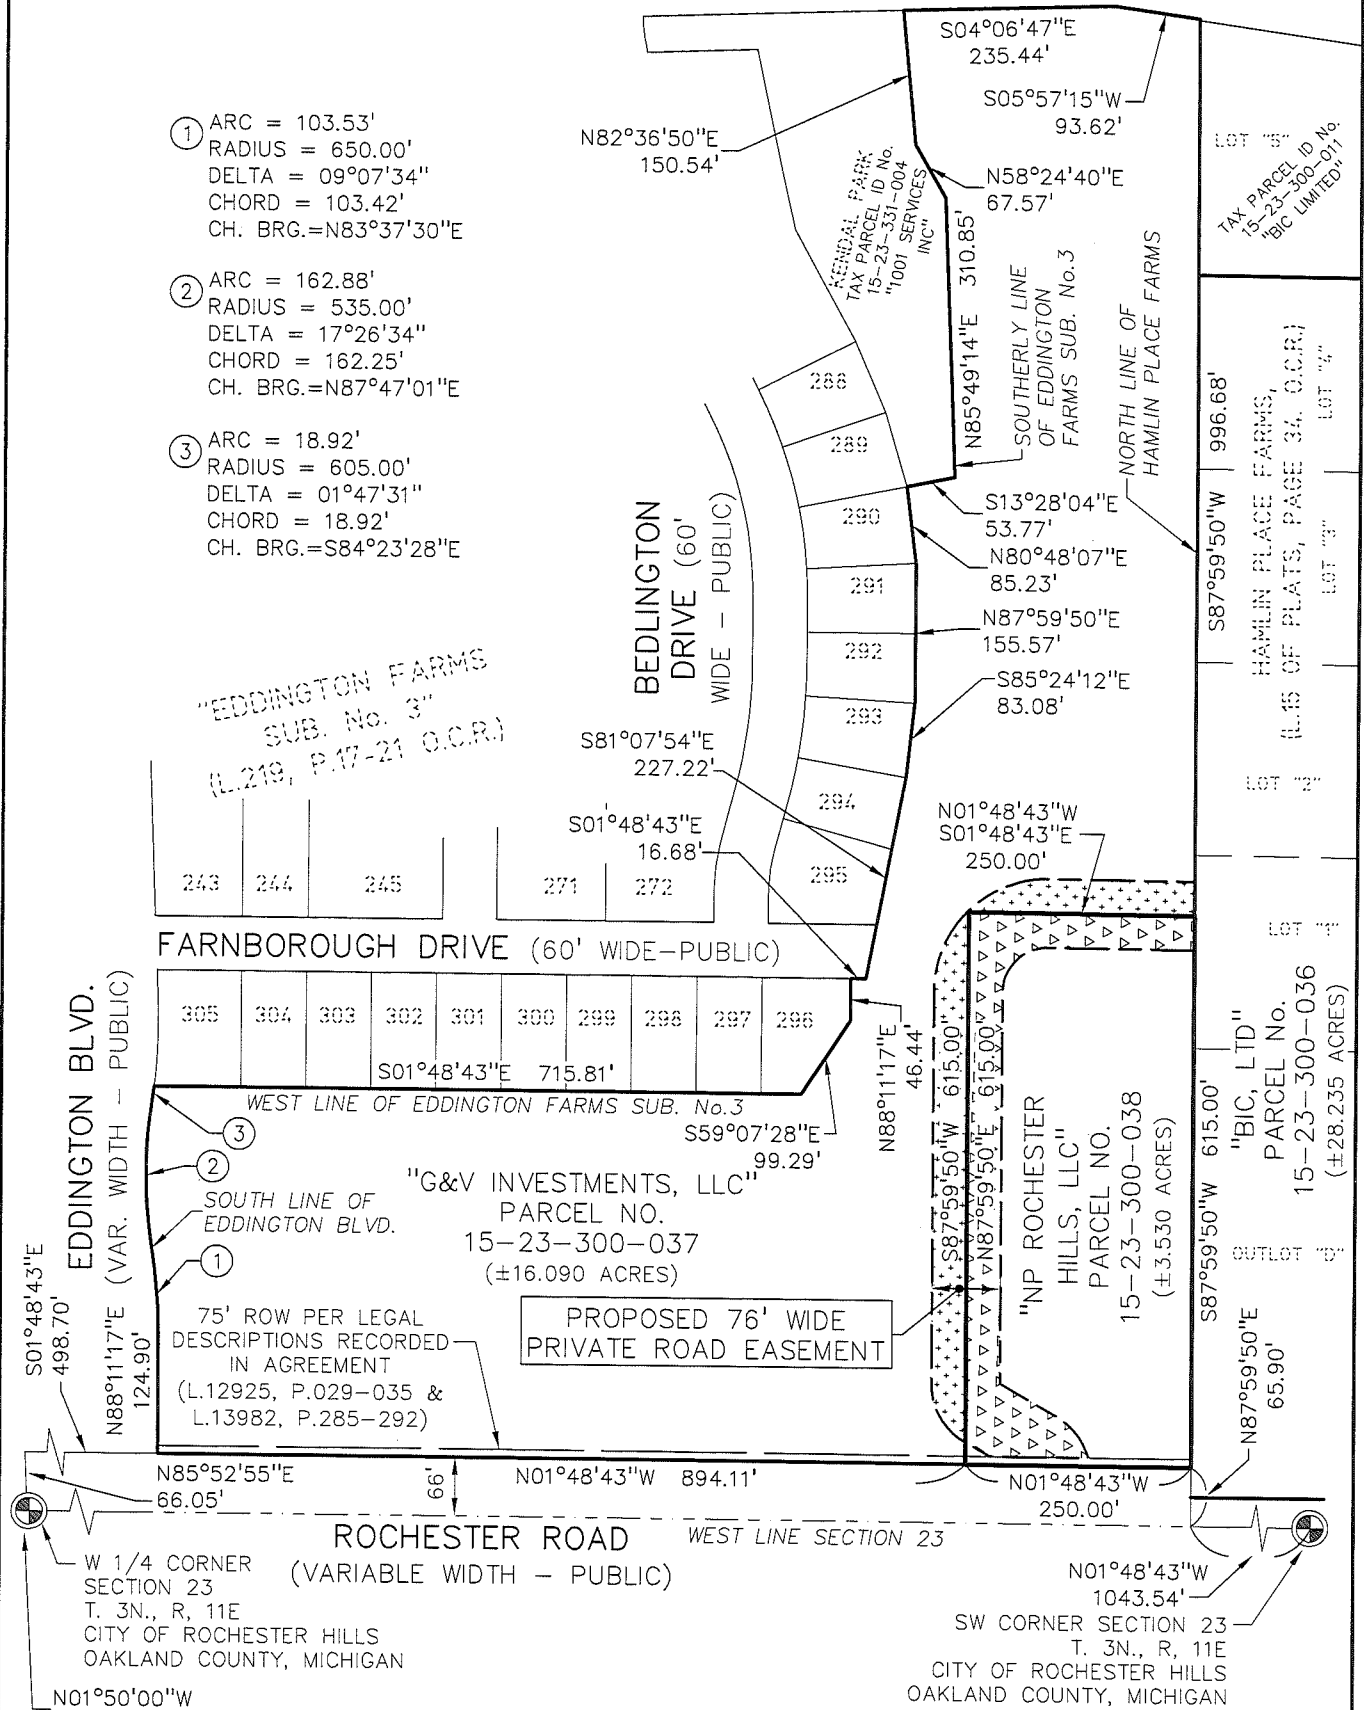 S04°06'47"E
235.44'
S05°57'15"W
93.62'
N82°36'50"E
150.54'
N58°24'40"E
67.57'
LOT "5"
TAX PARCEL ID No.
15-23-300-011
"BIC LIMITED"
KENDAL PARK
TAX PARCEL ID No.
15-23-331-004
"1001 SERVICES
INC"
1
ARC = 103.53'
RADIUS = 650.00'
DELTA = 09°07'34"
CHORD = 103.42'
CH. BRG.=N83°37'30"E
2
ARC = 162.88'
RADIUS = 535.00'
DELTA = 17°26'34"
CHORD = 162.25'
CH. BRG.=N87°47'01"E
3
ARC = 18.92'
RADIUS = 605.00'
DELTA = 01°47'31"
CHORD = 18.92'
CH. BRG.=S84°23'28"E
N85°49'14"E 310.85'
SOUTHERLY LINE
OF EDDINGTON
FARMS SUB. No.3
NORTH LINE OF
HAMLIN PLACE FARMS
S87°59'50"W 996.68'
HAMLIN PLACE FARMS,
(L.15 OF PLATS, PAGE 34, O.C.R.)
LOT "4"
LOT "3"
LOT "2"
LOT "1"
OUTLOT "D"
288
289
290
291
292
293
294
295
S13°28'04"E
53.77'
N80°48'07"E
85.23'
N87°59'50"E
155.57'
S85°24'12"E
83.08'
BEDLINGTON
DRIVE (60'
WIDE - PUBLIC)
"EDDINGTON FARMS
SUB. No. 3"
(L.219, P.17-21 O.C.R.)
S81°07'54"E
227.22'
S01°48'43"E
16.68'
N01°48'43"W
S01°48'43"E
250.00'
243 244 245 271 272
FARNBOROUGH DRIVE (60' WIDE-PUBLIC)
305 304 303 302 301 300 299 298 297 296
S01°48'43"E 715.81'
WEST LINE OF EDDINGTON FARMS SUB. No.3
S59°07'28"E
99.29'
N88°11'17"E
46.44'
S87°59'50"W 615.00'
N87°59'50"E 615.00'
"NP ROCHESTER
HILLS, LLC"
PARCEL NO.
15-23-300-038
(±3.530 ACRES)
S87°59'50"W 615.00'
"BIC, LTD"
PARCEL No.
15-23-300-036
(±28.235 ACRES)
EDDINGTON BLVD.
(VAR. WIDTH - PUBLIC)
3
2
SOUTH LINE OF
EDDINGTON BLVD.
1
"G&V INVESTMENTS, LLC"
PARCEL NO.
15-23-300-037
(±16.090 ACRES)
75' ROW PER LEGAL
DESCRIPTIONS RECORDED
IN AGREEMENT
(L.12925, P.029-035 &
L.13982, P.285-292)
PROPOSED 76' WIDE
PRIVATE ROAD EASEMENT
S01°48'43"E
498.70'
N88°11'17"E
124.90'
N87°59'50"E
65.90'
N85°52'55"E
66.05'
66'
N01°48'43"W 894.11'
N01°48'43"W
250.00'
ROCHESTER ROAD
(VARIABLE WIDTH - PUBLIC)
WEST LINE SECTION 23
W 1/4 CORNER
SECTION 23
T. 3N., R, 11E
CITY OF ROCHESTER HILLS
OAKLAND COUNTY, MICHIGAN
N01°50'00"W
N01°48'43"W
1043.54'
SW CORNER SECTION 23
T. 3N., R, 11E
CITY OF ROCHESTER HILLS
OAKLAND COUNTY, MICHIGAN